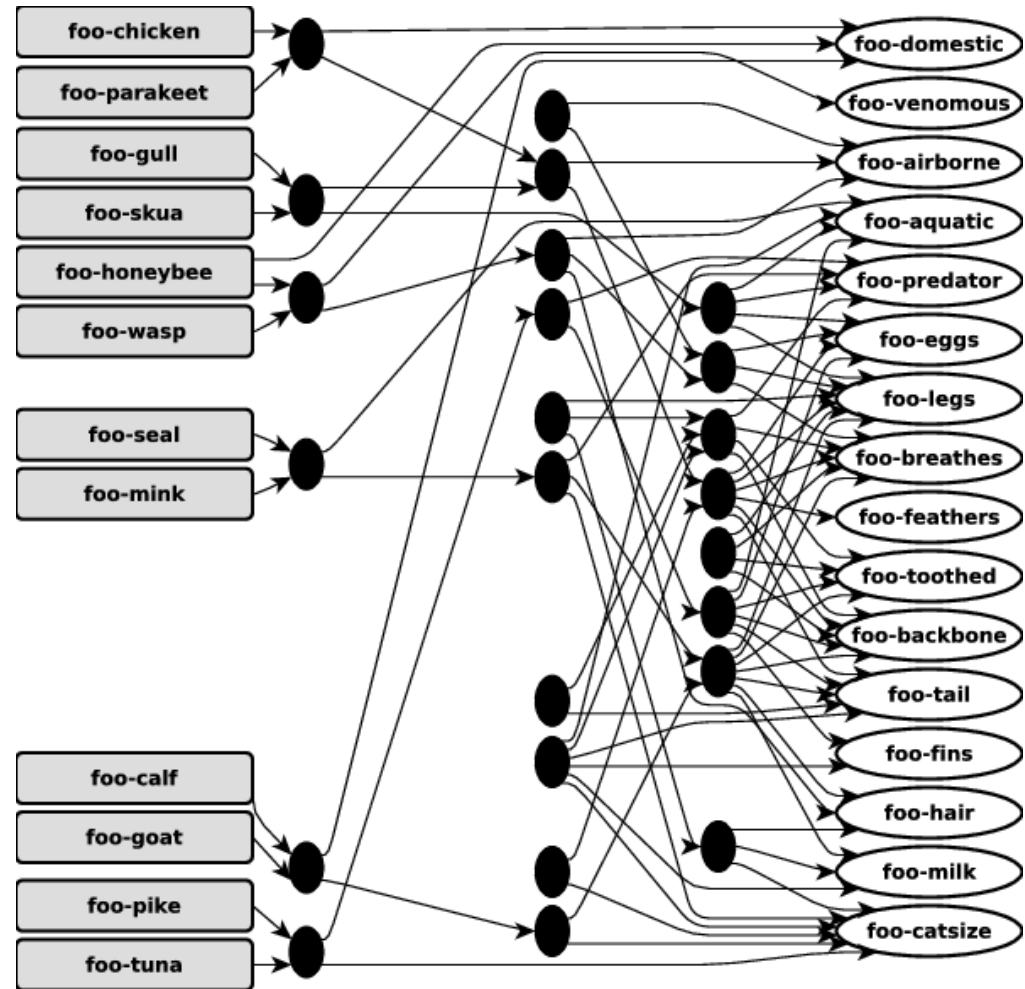 foo-chicken
foo-parakeet
foo-gull
foo-skua
foo-honeybee
foo-wasp
foo-seal
foo-mink
foo-calf
foo-goat
foo-pike
foo-tuna
foo-domestic
foo-venomous
foo-airborne
foo-aquatic
foo-predator
foo-eggs
foo-legs
foo-breathes
foo-feathers
foo-toothed
foo-backbone
foo-tail
foo-fins
foo-hair
foo-milk
foo-catsize